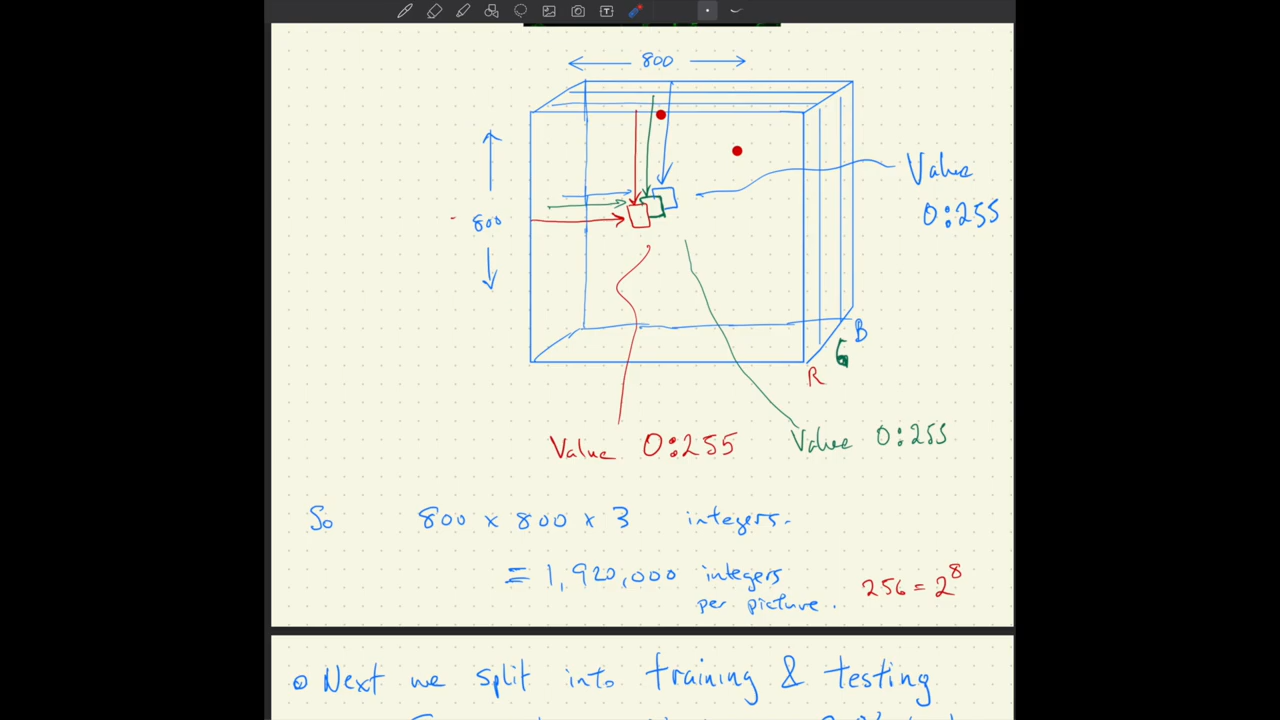 800
Value
0:255
800
B
G
R
Value 0:255
Value 0:255
So 800 x 800 x 3 integers.
= 1,920,000 integers
per picture.
256 = 2^8
Next we split into training & testing